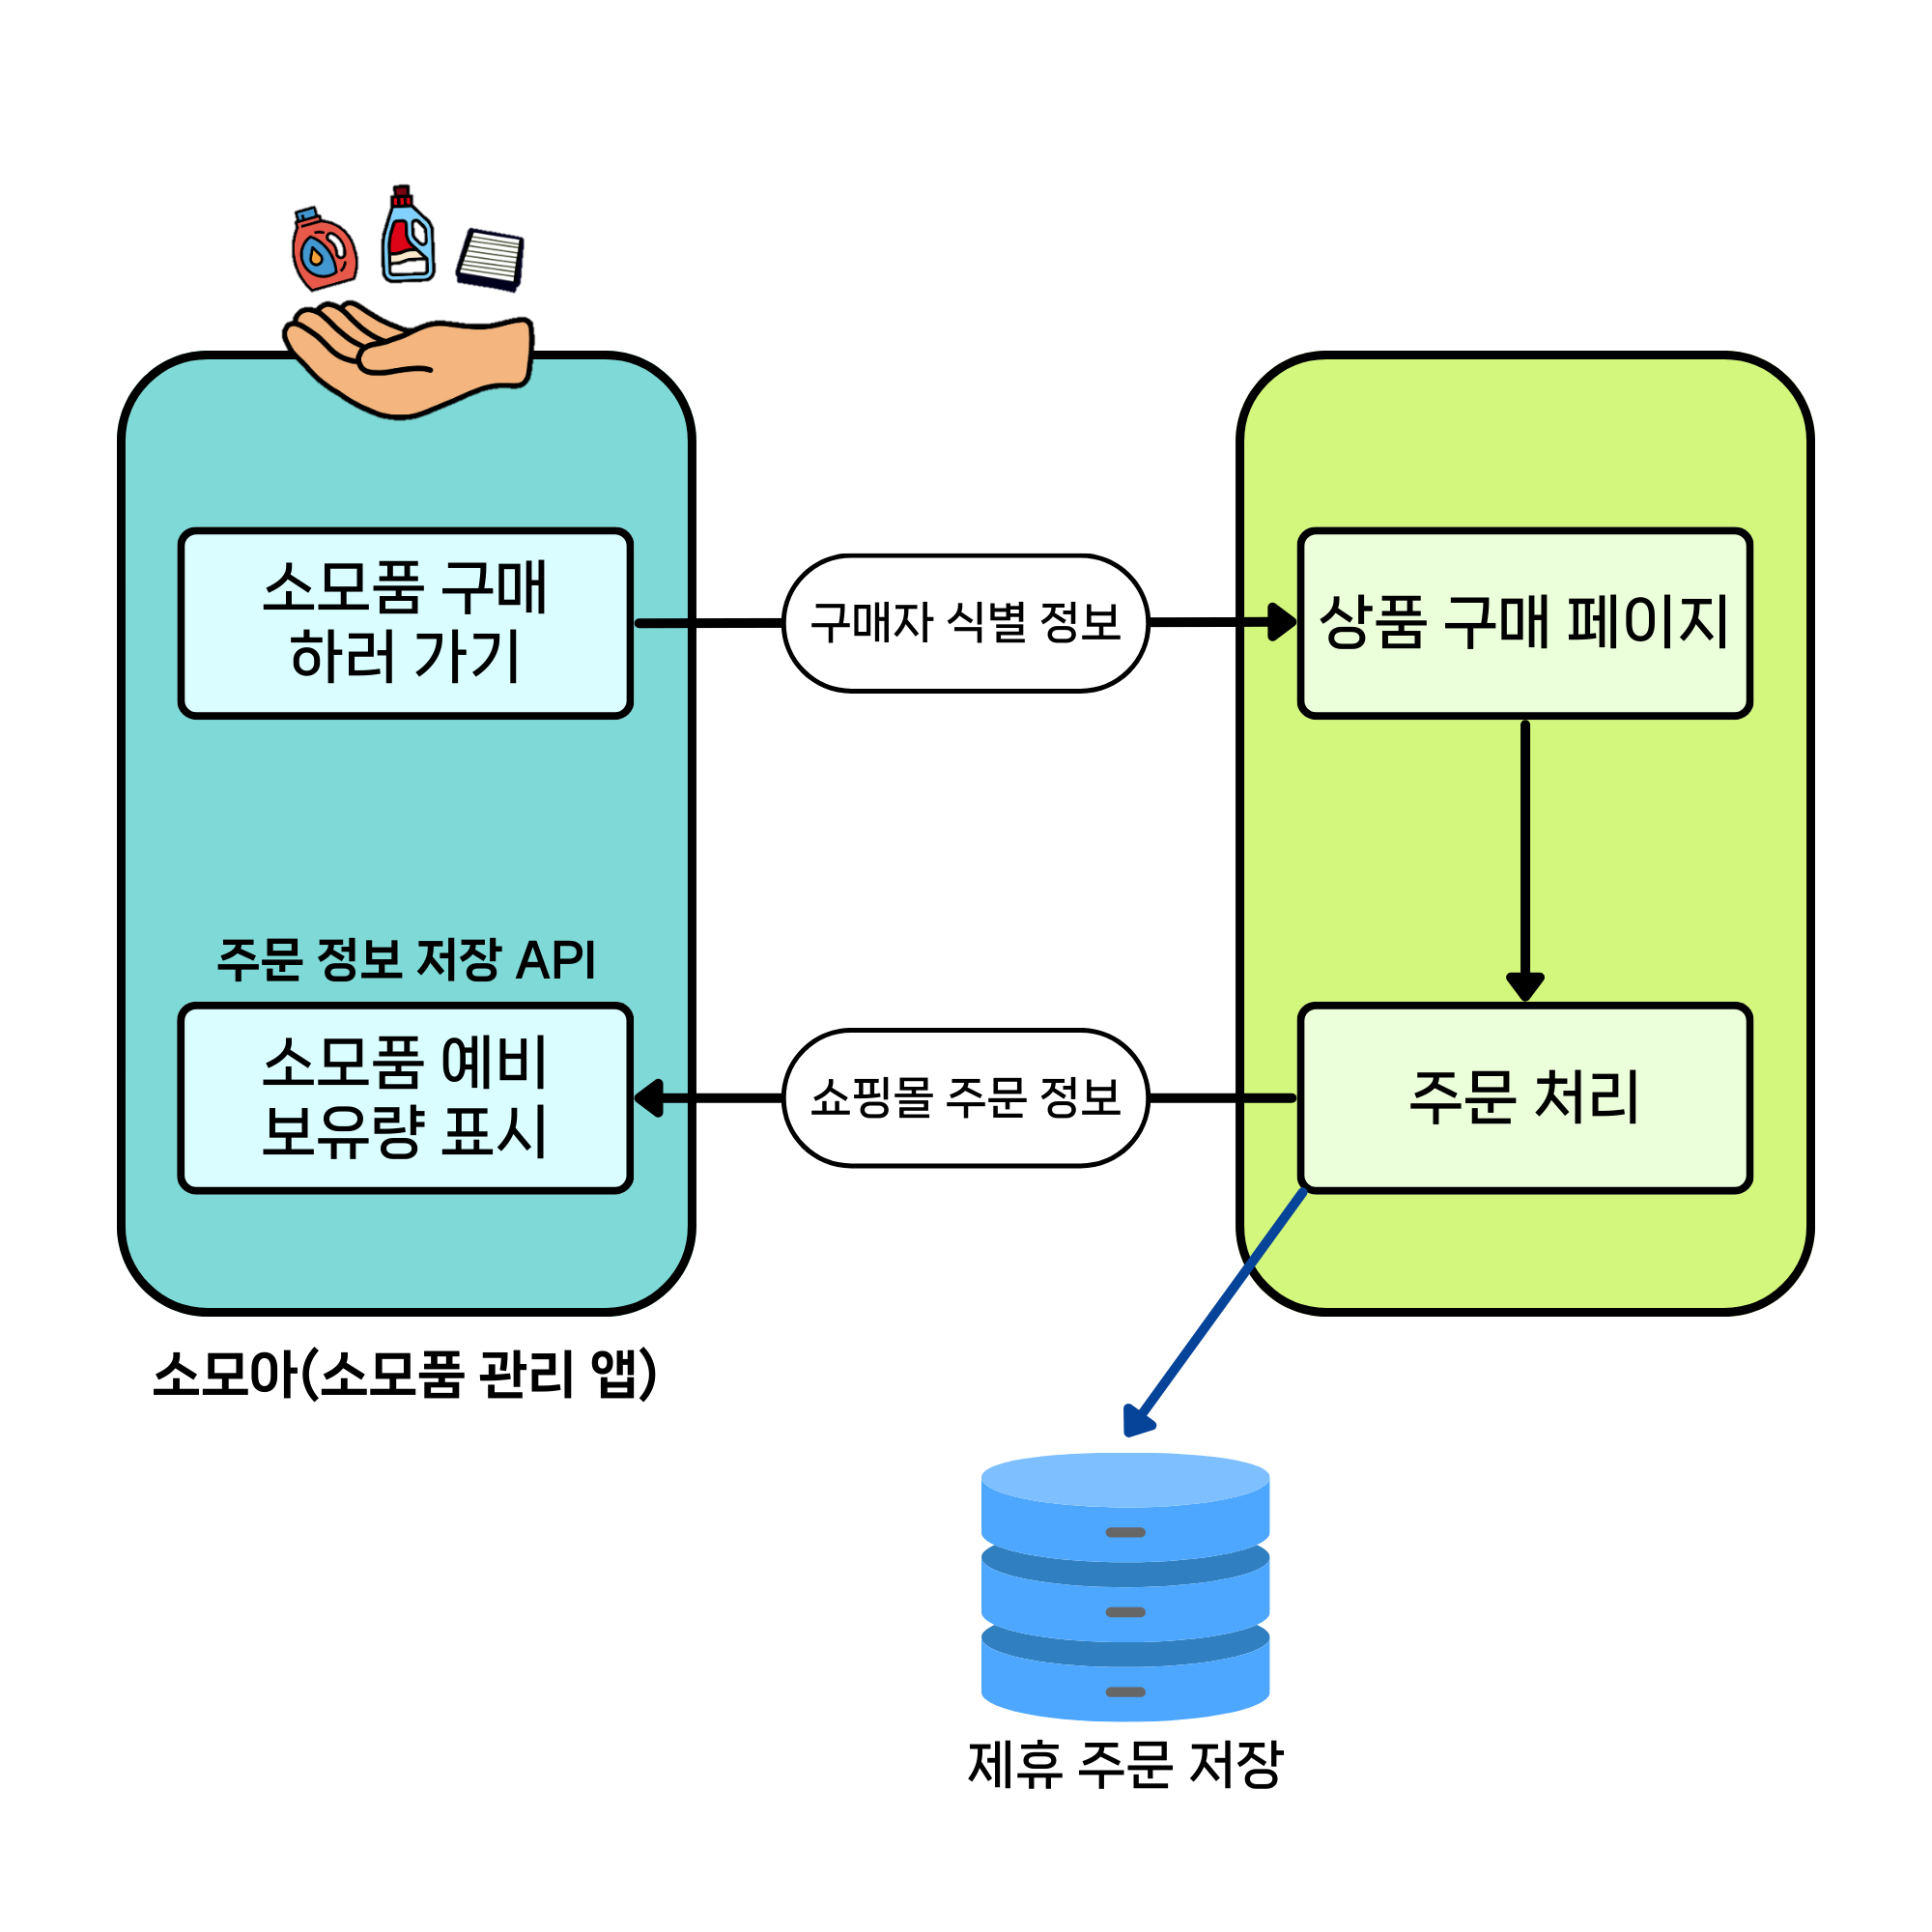 소모품 구매
하러 가기
구매자 식별 정보
상품 구매 페이지
주문 정보 저장 API
소모품 예비
보유량 표시
쇼핑몰 주문 정보
주문 처리
소모아(소모품 관리 앱)
제휴 주문 저장